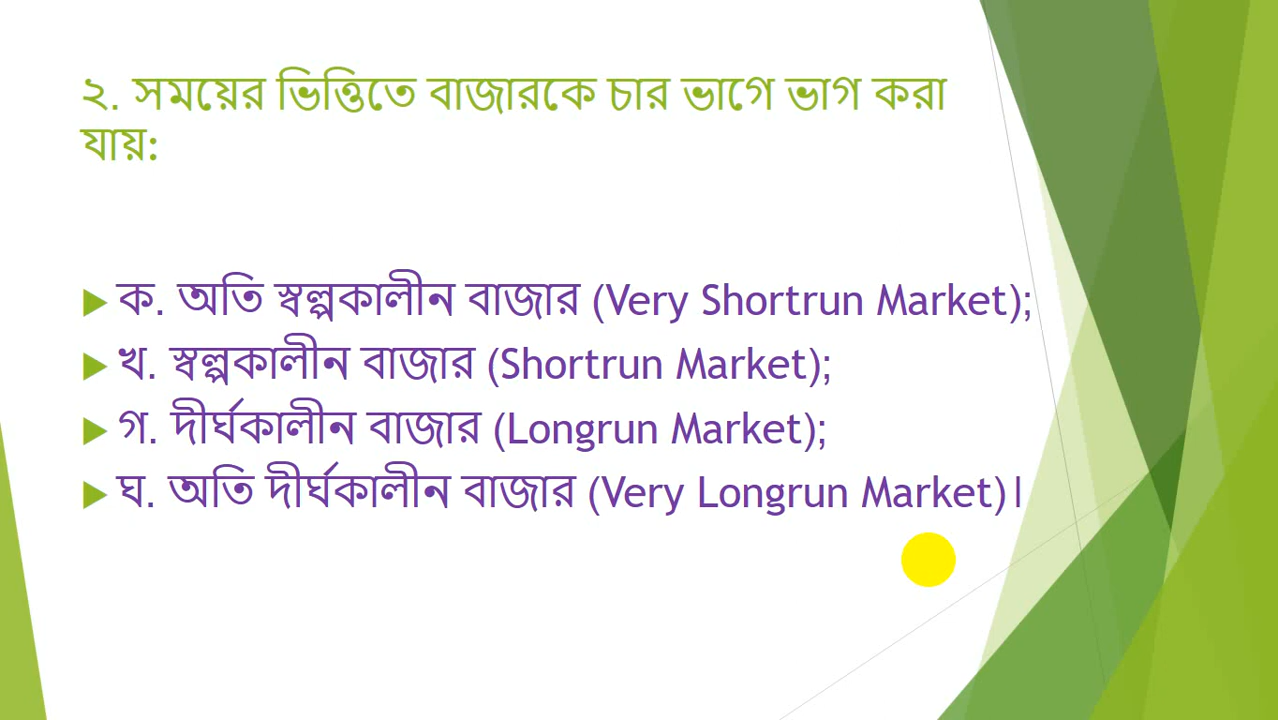 ২. সময়ের ভিত্তিতে বাজারকে চার ভাগে ভাগ করা
যায়:
ক. অতি স্বল্পকালীন বাজার (Very Shortrun Market);
খ. স্বল্পকালীন বাজার (Shortrun Market);
গ. দীর্ঘকালীন বাজার (Longrun Market);
ঘ. অতি দীর্ঘকালীন বাজার (Very Longrun Market)।